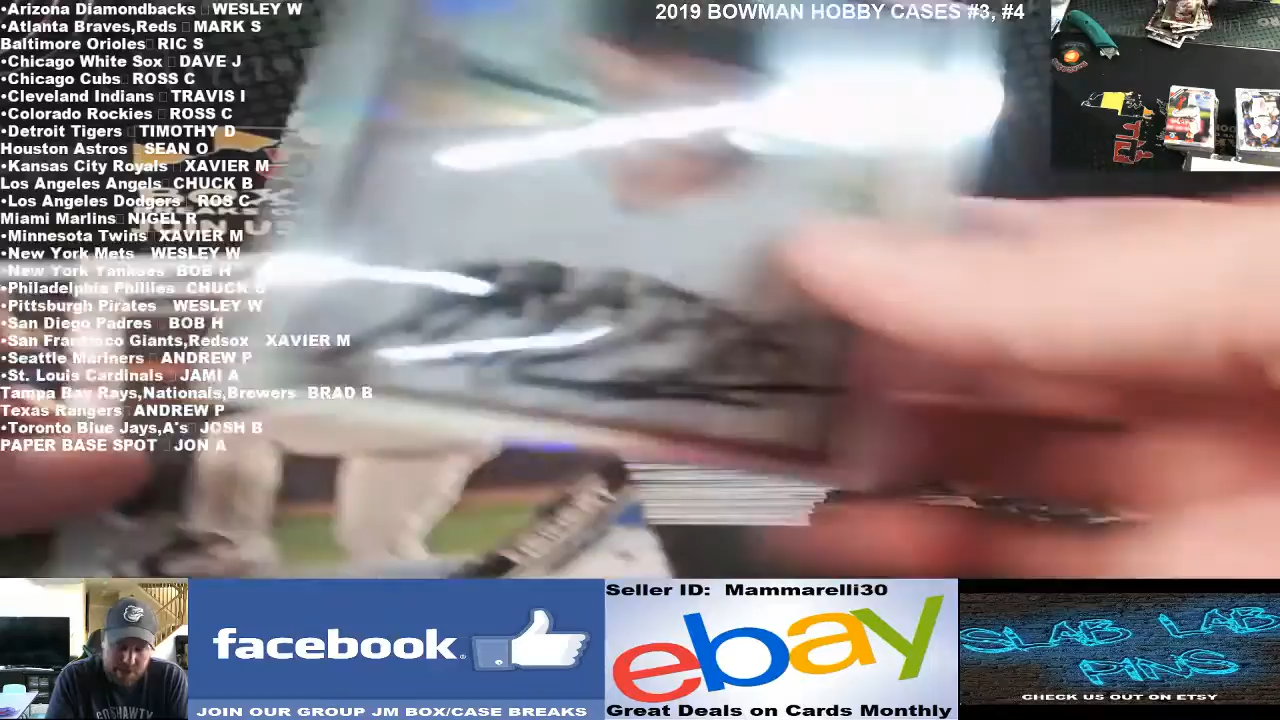 •Arizona Diamondbacks WESLEY W
•Atlanta Braves,Reds MARK S
Baltimore Orioles RIC S
•Chicago White Sox DAVE J
•Chicago Cubs ROSS C
•Cleveland Indians TRAVIS I
•Colorado Rockies ROSS C
•Detroit Tigers TIMOTHY D
Houston Astros SEAN O
•Kansas City Royals XAVIER M
Los Angeles Angels CHUCK B
•Los Angeles Dodgers ROS C
Miami Marlins NIGEL R
•Minnesota Twins XAVIER M
•New York Mets WESLEY W
•New York Yankees BOB H
•Philadelphia Phillies CHUCK
•Pittsburgh Pirates WESLEY W
•San Diego Padres BOB H
•San Francisco Giants,Redsox XAVIER M
•Seattle Mariners ANDREW P
•St. Louis Cardinals JAMI A
Tampa Bay Rays,Nationals,Brewers BRAD B
Texas Rangers ANDREW P
•Toronto Blue Jays,A's JOSH B
PAPER BASE SPOT JON A
2019 BOWMAN HOBBY CASES #3, #4
BOX
JOIN US
facebook
JOIN OUR GROUP JM BOX/CASE BREAKS
Seller ID: Mammarelli30
ebay
Great Deals on Cards Monthly
SLAB LAB
PINS
CHECK US OUT ON ETSY